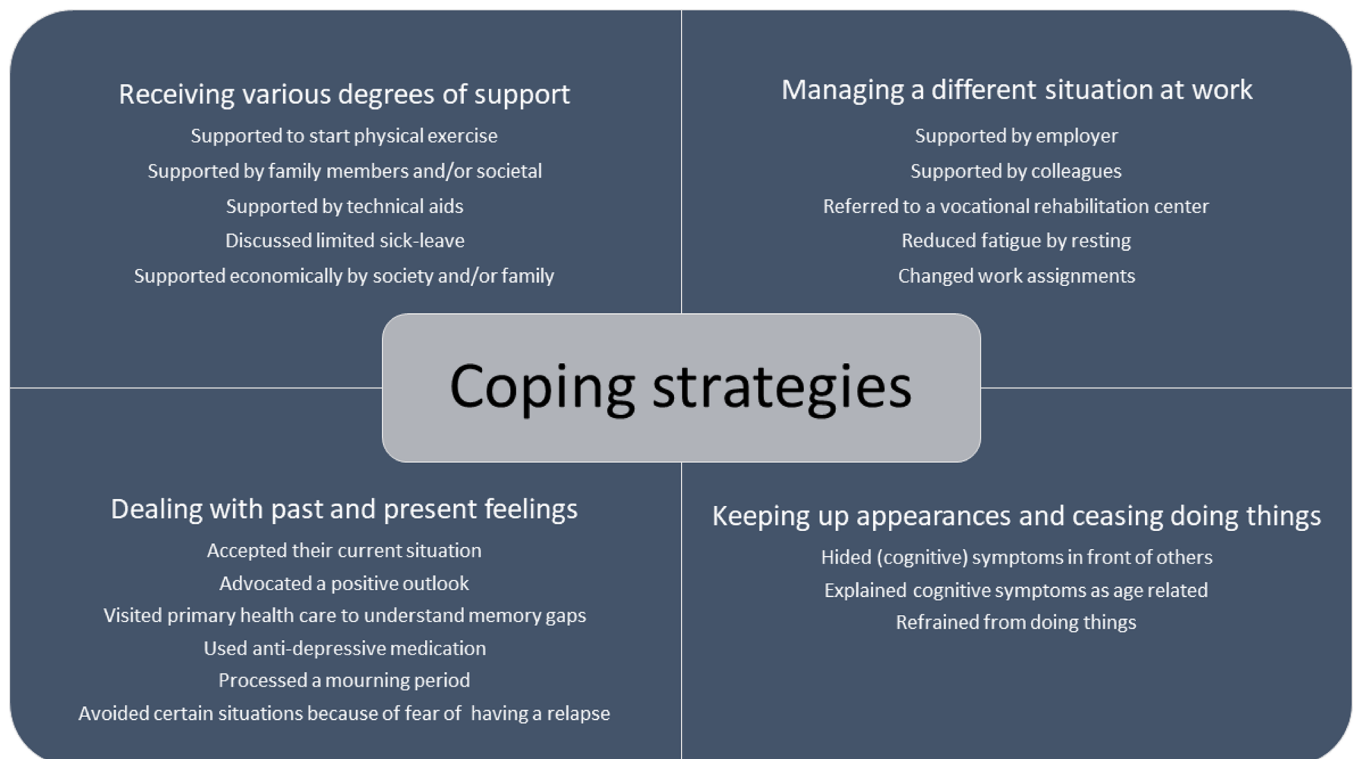 Receiving various degrees of support
Supported to start physical exercise
Supported by family members and/or societal
Supported by technical aids
Discussed limited sick-leave
Supported economically by society and/or family
Managing a different situation at work
Supported by employer
Supported by colleagues
Referred to a vocational rehabilitation center
Reduced fatigue by resting
Changed work assignments
Coping strategies
Dealing with past and present feelings
Accepted their current situation
Advocated a positive outlook
Visited primary health care to understand memory gaps
Used anti-depressive medication
Processed a mourning period
Avoided certain situations because of fear of  having a relapse
Keeping up appearances and ceasing doing things
Hided (cognitive) symptoms in front of others
Explained cognitive symptoms as age related
Refrained from doing things